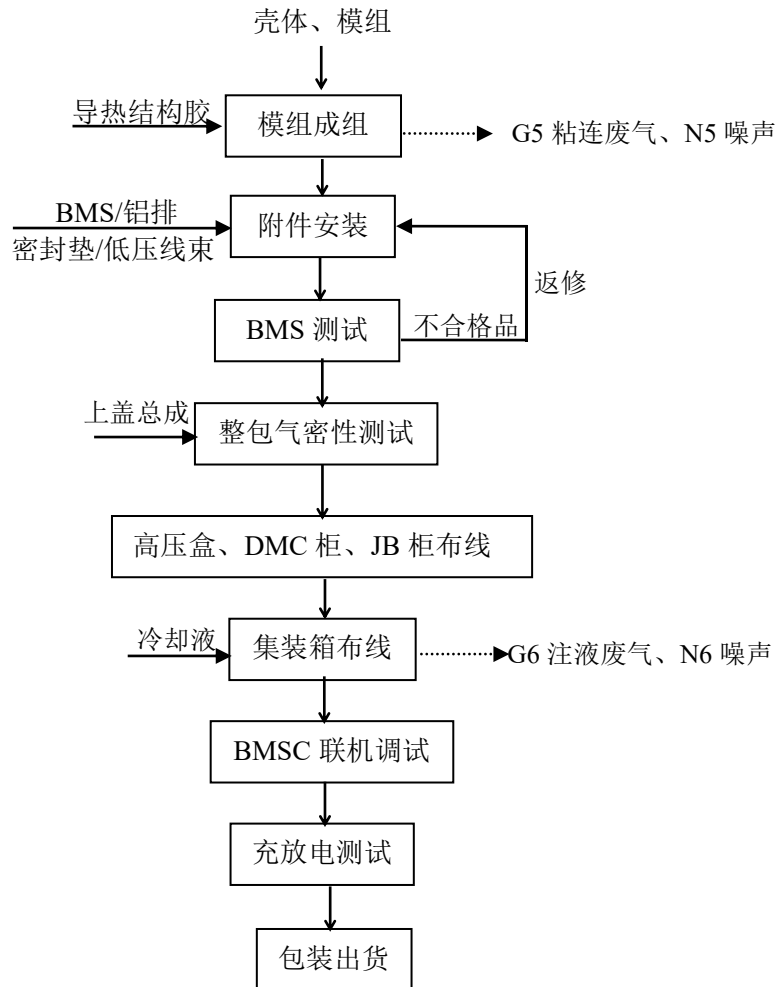 壳体、模组
导热结构胶
模组成组
G5 粘连废气、N5 噪声
BMS/铝排
密封垫/低压线束
附件安装
返修
BMS 测试
不合格品
上盖总成
整包气密性测试
高压盒、DMC 柜、JB 柜布线
冷却液
集装箱布线
G6 注液废气、N6 噪声
BMSC 联机调试
充放电测试
包装出货